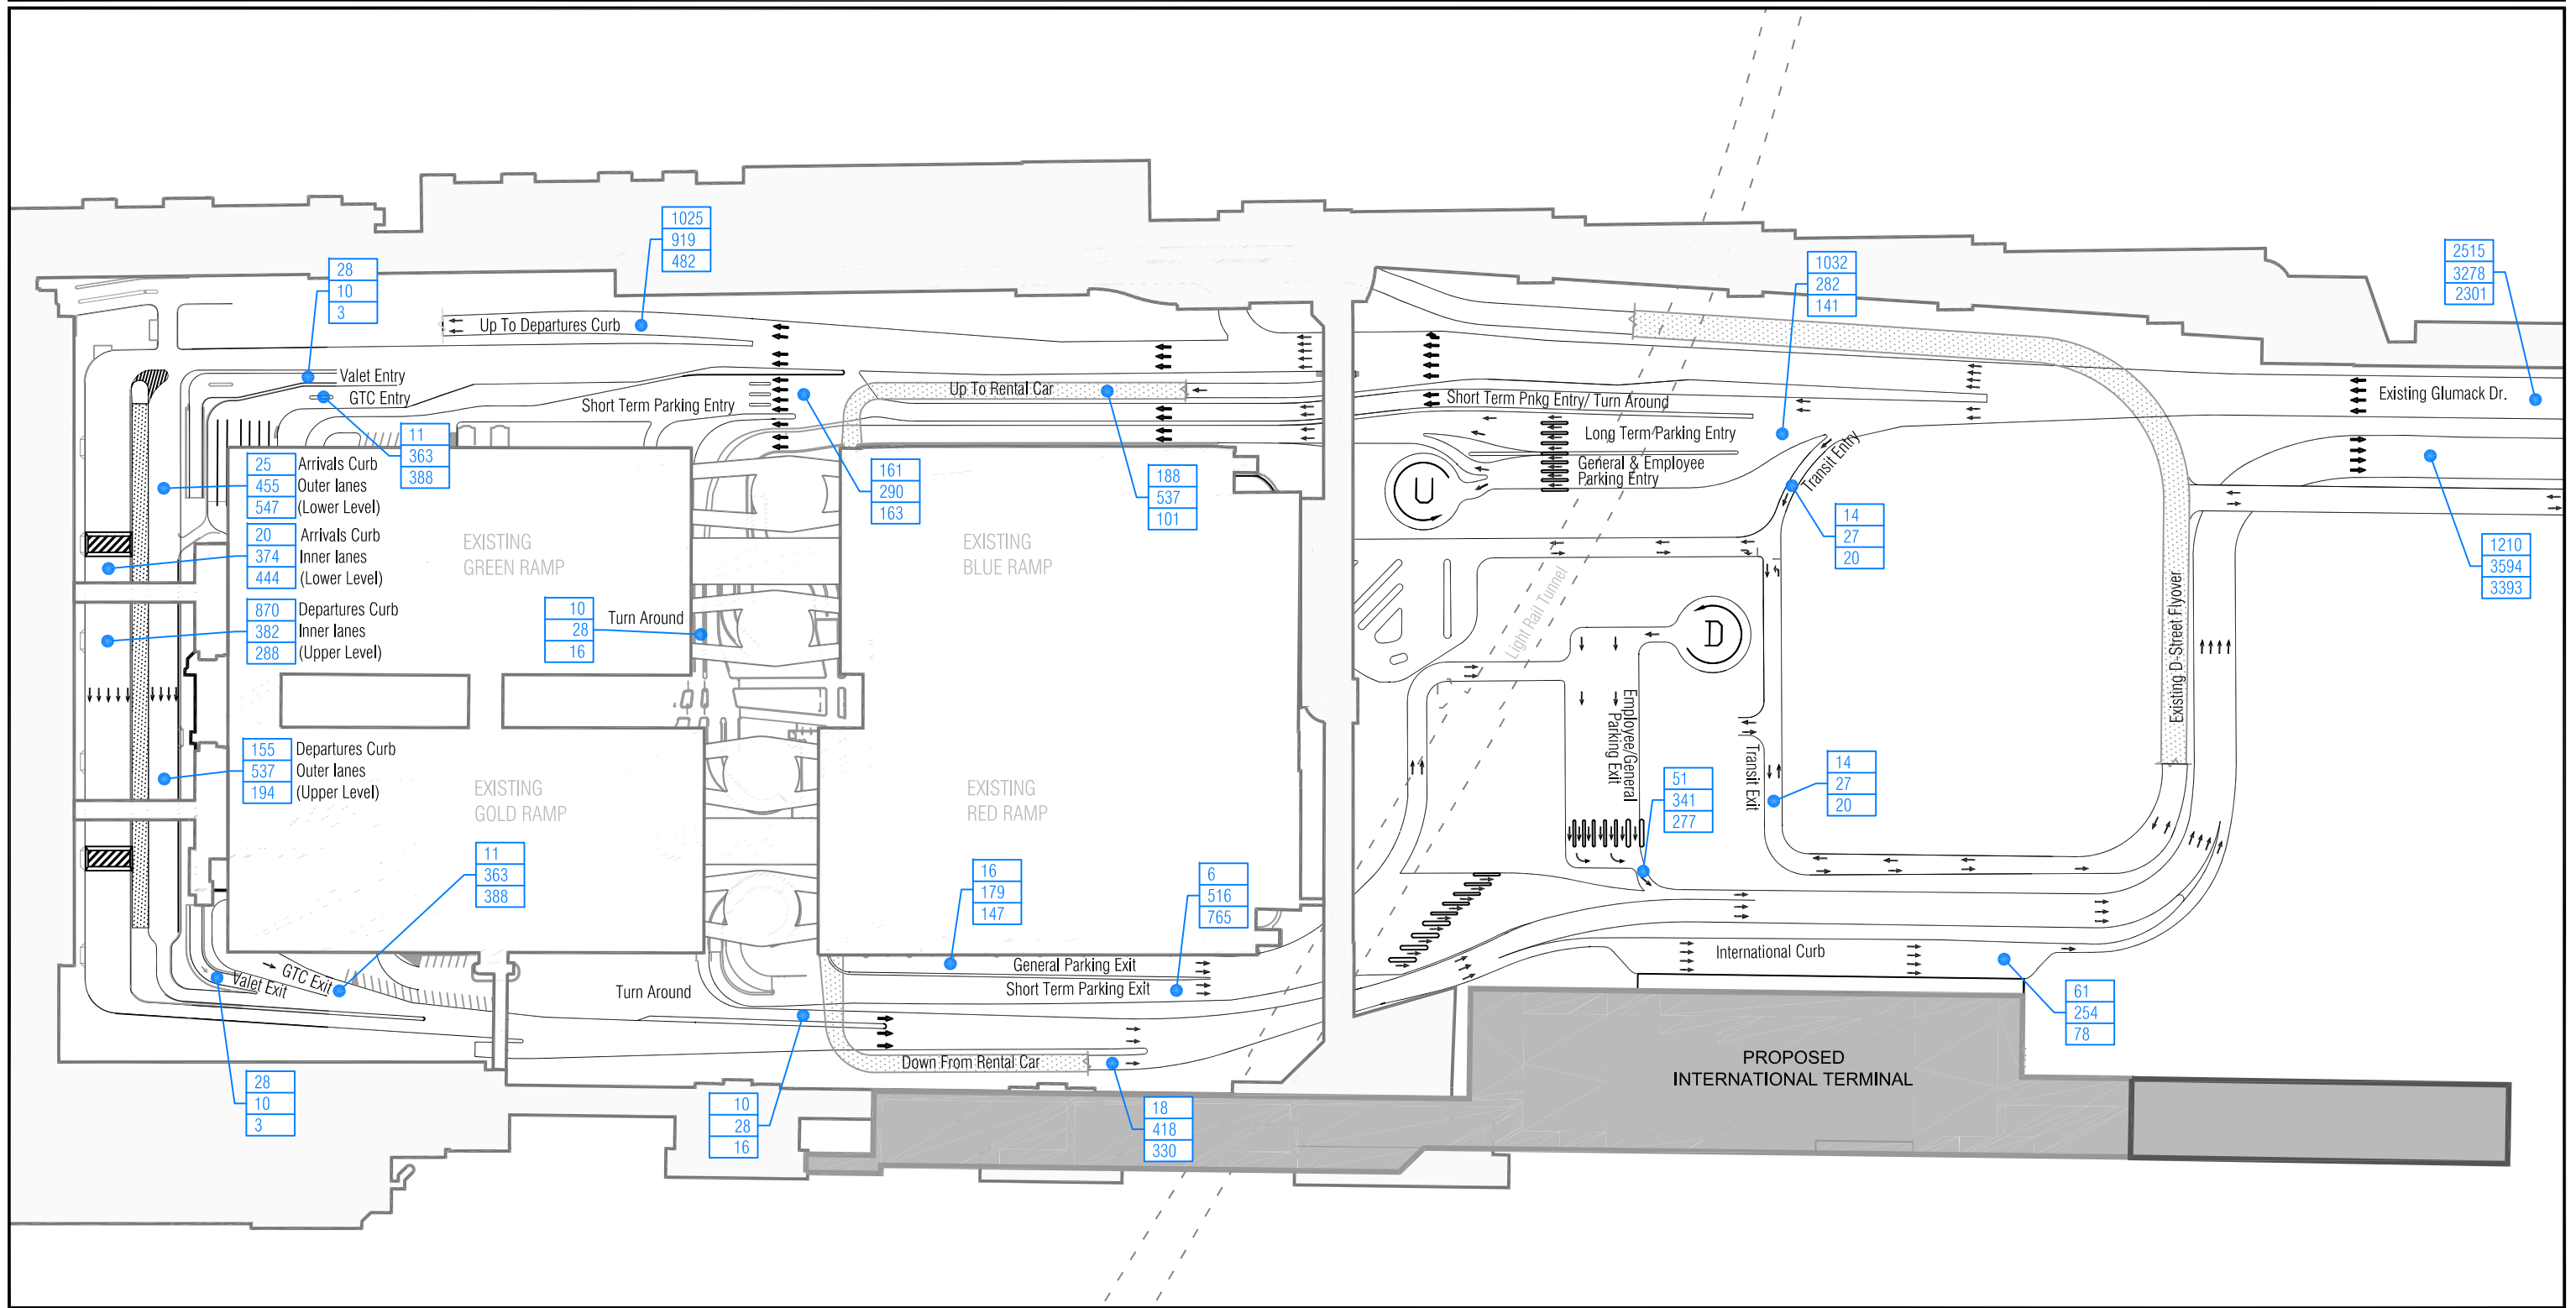 1025
919
482
2515
3278
2301
28
10
3
1032
282
141
Up To Departures Curb
Valet Entry
GTC Entry
Short Term Parking Entry
Up To Rental Car
Short Term Pnkg Entry/ Turn Around
Existing Glumack Dr.
Long Term/Parking Entry
General & Employee
Parking Entry
Transit Entry
11
363
388
25
455
547
Arrivals Curb
Outer lanes
(Lower Level)
161
290
163
188
537
101
U
14
27
20
1210
3594
3393
20
374
444
Arrivals Curb
Inner lanes
(Lower Level)
EXISTING
GREEN RAMP
EXISTING
BLUE RAMP
Light Rail Tunnel
870
382
288
Departures Curb
Inner lanes
(Upper Level)
10
28
16
Turn Around
D
Existing D-Street Flyover
Employee/General
Parking Exit
Transit Exit
155
537
194
Departures Curb
Outer lanes
(Upper Level)
EXISTING
GOLD RAMP
EXISTING
RED RAMP
51
341
277
14
27
20
11
363
388
16
179
147
6
516
765
GTC Exit
Valet Exit
General Parking Exit
Short Term Parking Exit
Turn Around
International Curb
61
254
78
Down From Rental Car
PROPOSED
INTERNATIONAL TERMINAL
28
10
3
10
28
16
18
418
330